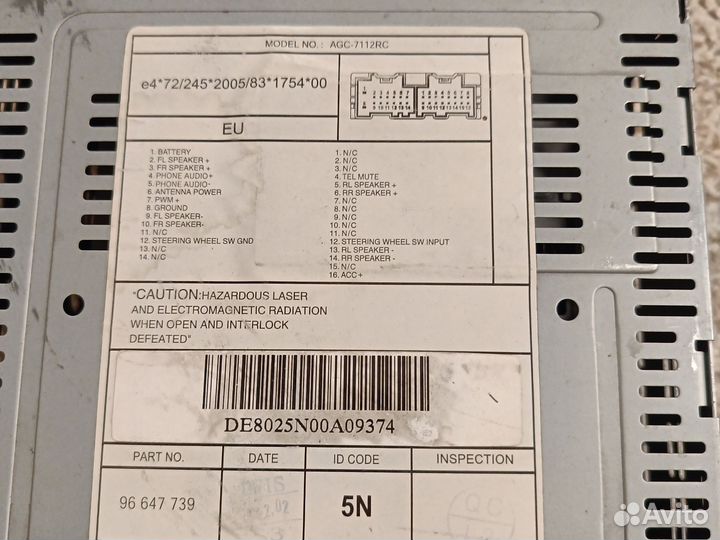 MODEL NO. : AGC-7112RC
e4*72/245*2005/83*1754*00
EU
1. BATTERY
2. FL SPEAKER +
3. FR SPEAKER +
4. PHONE AUDIO+
5. PHONE AUDIO-
6. ANTENNA POWER
7. PWM +
8. GROUND
9. FL SPEAKER-
10. FR SPEAKER-
11. N/C
12. STEERING WHEEL SW GND
13. N/C
14. N/C
1. N/C
2. N/C
3. N/C
4. TEL MUTE
5. RL SPEAKER +
6. RR SPEAKER +
7. N/C
8. N/C
9. N/C
10. N/C
11. N/C
12. STEERING WHEEL SW INPUT
13. RL SPEAKER -
14. RR SPEAKER -
15. N/C
16. ACC+
"CAUTION:HAZARDOUS LASER
AND ELECTROMAGNETIC RADIATION
WHEN OPEN AND INTERLOCK
DEFEATED"
DE8025N00A09374
PART NO. DATE ID CODE INSPECTION
96 647 739 5N QC
Avito